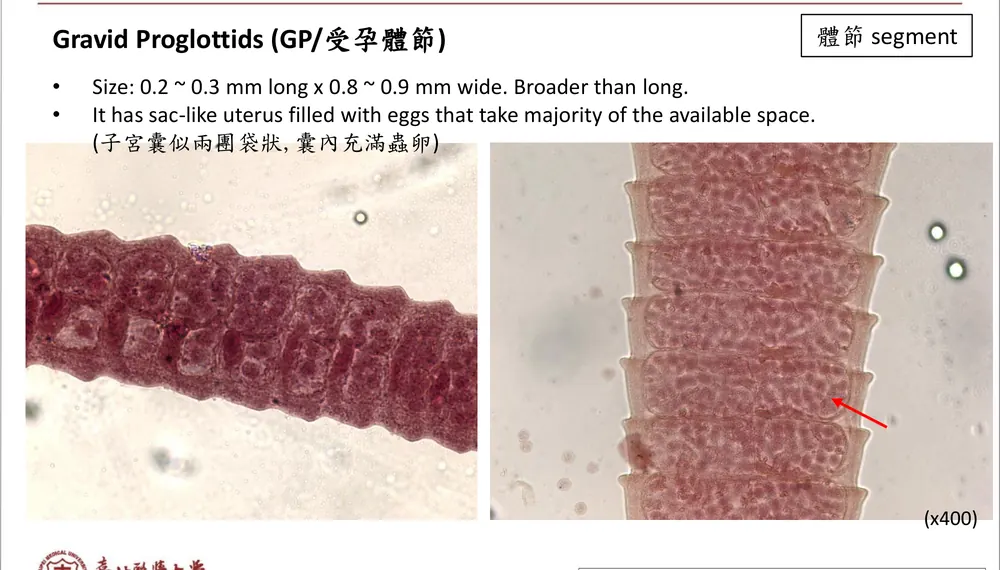 Gravid Proglottids (GP/受孕體節)
體節 segment
• Size: 0.2 ~ 0.3 mm long x 0.8 ~ 0.9 mm wide. Broader than long.
• It has sac-like uterus filled with eggs that take majority of the available space.
(子宮囊似兩團袋狀, 囊內充滿蟲卵)
(x400)